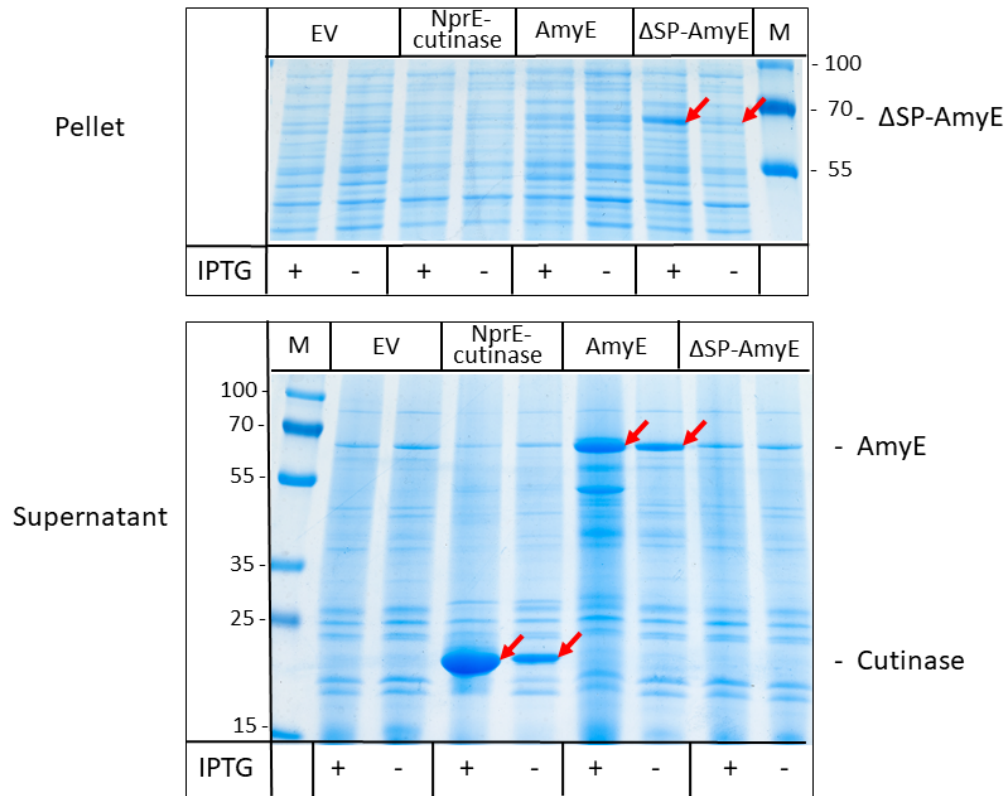 EV NprE-cutinase AmyE ΔSP-AmyE M
Pellet
- 100
- 70
- ΔSP-AmyE
- 55
IPTG + - + - + - + -
M EV NprE-cutinase AmyE ΔSP-AmyE
100 -
70 -
- AmyE
55 -
Supernatant
35 -
25 -
- Cutinase
15 -
IPTG + - + - + - + -